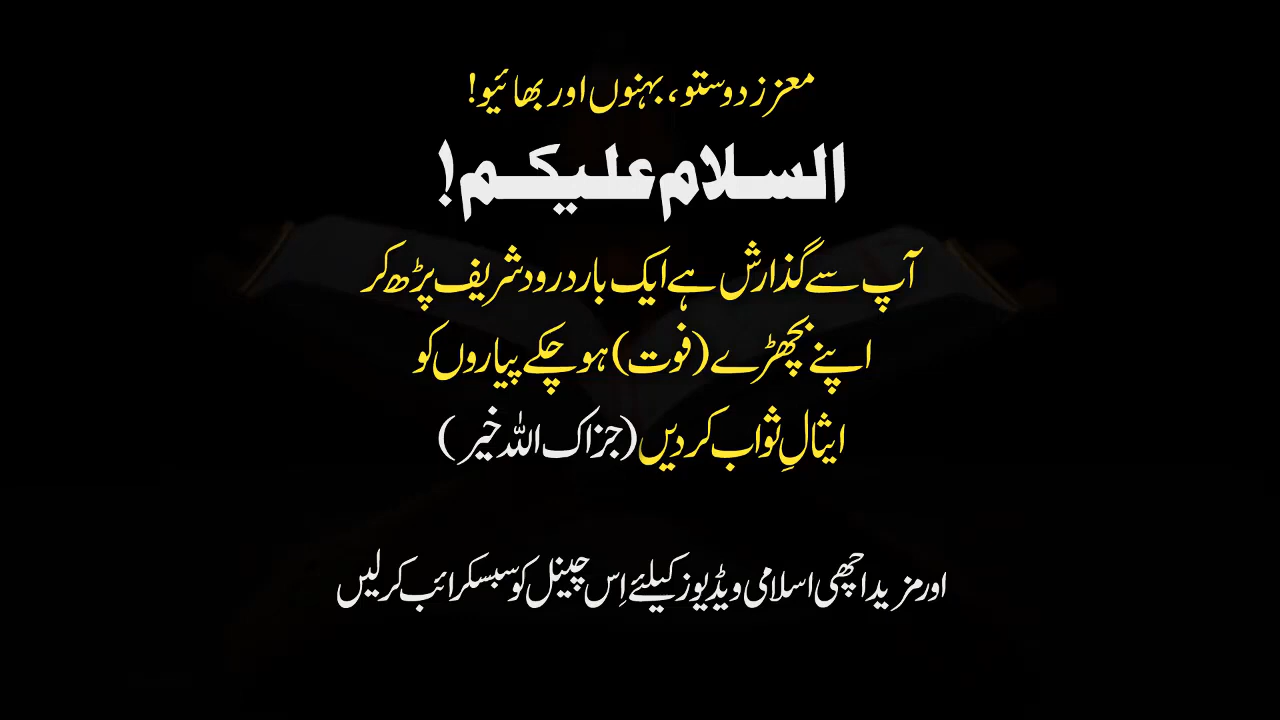 معزز دوستو، بہنوں اور بھائیو!
السلام علیکم!
آپ سے گذارش ہے ایک بار درود شریف پڑھ کر
اپنے بچھڑے (فوت) ہو چکے پیاروں کو
ایثالِ ثواب کر دیں (جزاک اللہ خیر)
اور مزید اچھی اسلامی ویڈیوز کیلئے اِس چینل کو سبسکرائب کر لیں